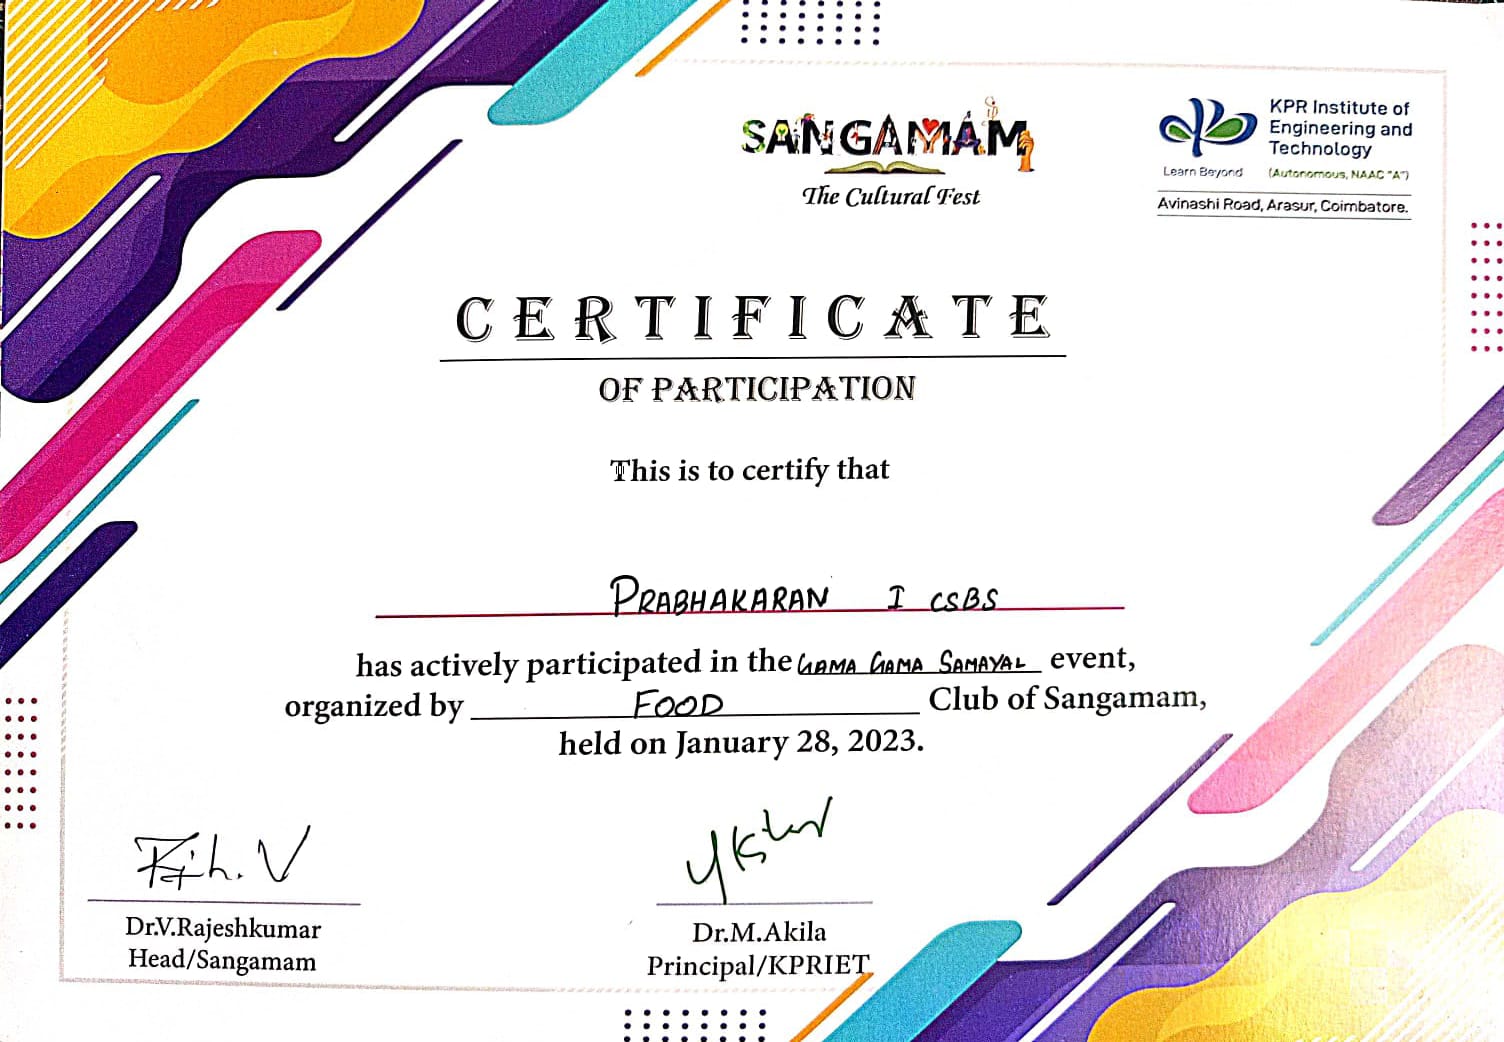 SANGAMAM
The Cultural Fest
KPR Institute of
Engineering and
Technology
Learn Beyond
(Autonomous, NAAC "A")
Avinashi Road, Arasur, Coimbatore.
CERTIFICATE
OF PARTICIPATION
This is to certify that
PRABHAKARAN I CSBS
has actively participated in the GAMA GAMA SAMAYAL event,
organized by FOOD Club of Sangamam,
held on January 28, 2023.
Dr.V.Rajeshkumar
Head/Sangamam
Dr.M.Akila
Principal/KPRIET